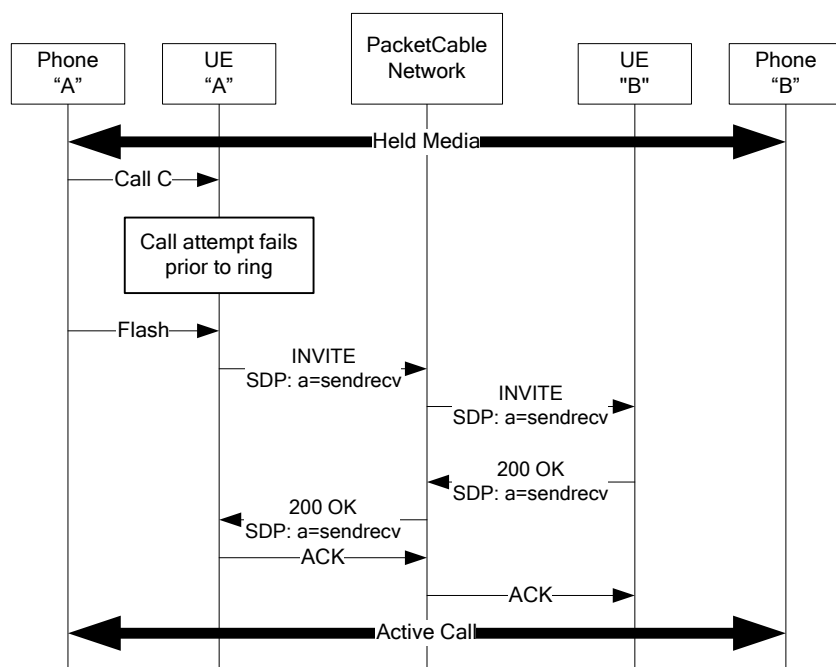 Phone
“A”
UE
“A”
PacketCable
Network
UE
"B"
Phone
“B”
Held Media
Call C
Call attempt fails
prior to ring
Flash
INVITE
SDP: a=sendrecv
INVITE
SDP: a=sendrecv
200 OK
SDP: a=sendrecv
200 OK
SDP: a=sendrecv
ACK
ACK
Active Call